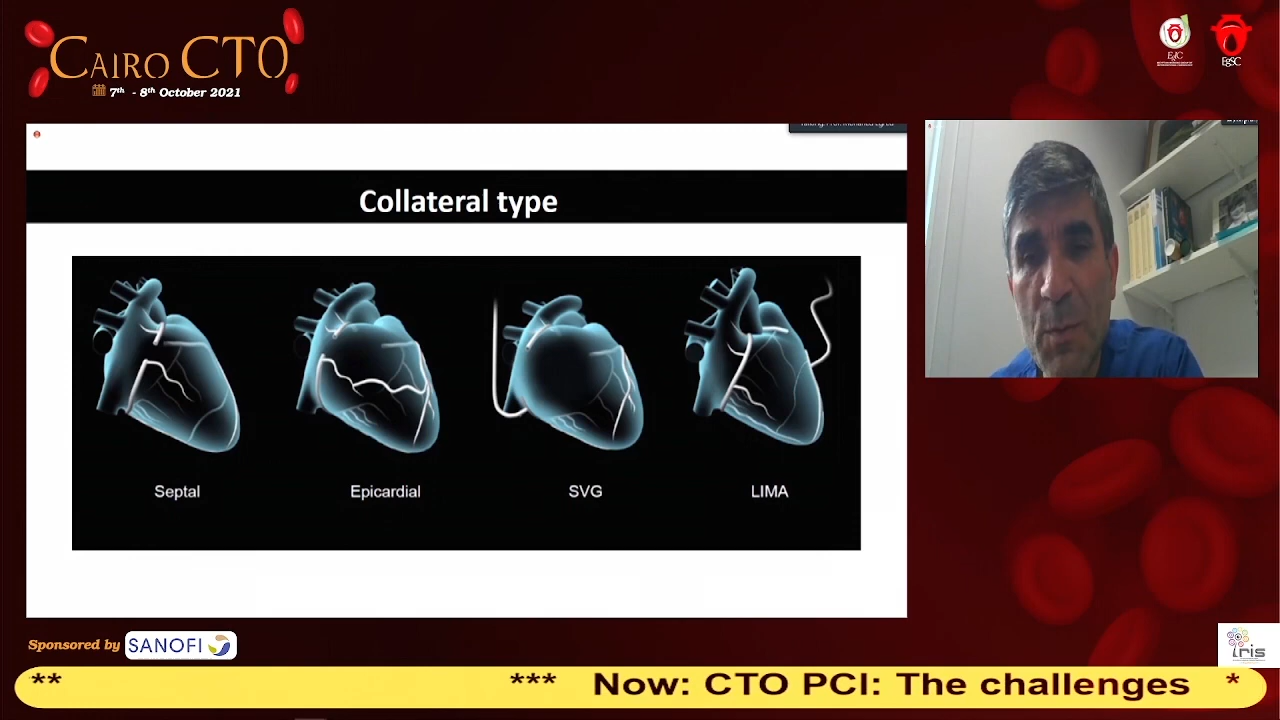 CAIRO CTO
7th - 8th October 2021
EgSC
Collateral type
Septal
Epicardial
SVG
LIMA
Sponsored by SANOFI
iris
** *** Now: CTO PCI: The challenges *